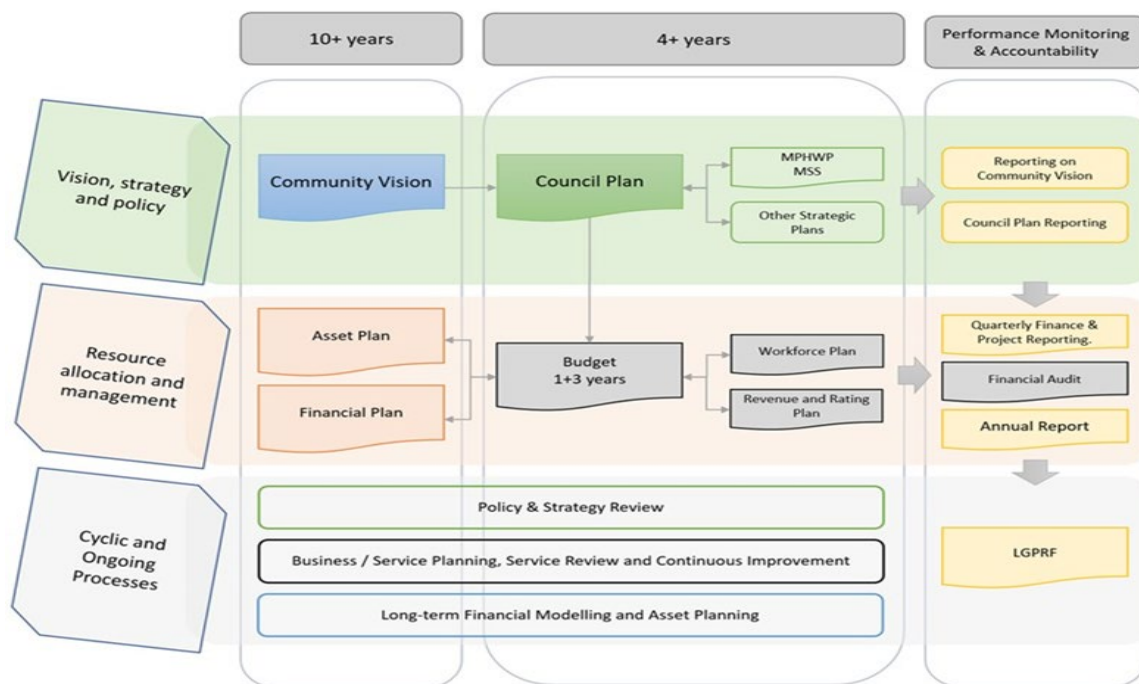 10+ years
4+ years
Performance Monitoring
& Accountability
Vision, strategy
and policy
Community Vision
Council Plan
MPHWP
MSS
Other Strategic
Plans
Reporting on
Community Vision
Council Plan Reporting
Resource
allocation and
management
Asset Plan
Financial Plan
Budget
1+3 years
Workforce Plan
Revenue and Rating
Plan
Quarterly Finance &
Project Reporting.
Financial Audit
Annual Report
Cyclic and
Ongoing
Processes
Policy & Strategy Review
Business / Service Planning, Service Review and Continuous Improvement
Long-term Financial Modelling and Asset Planning
LGPRF